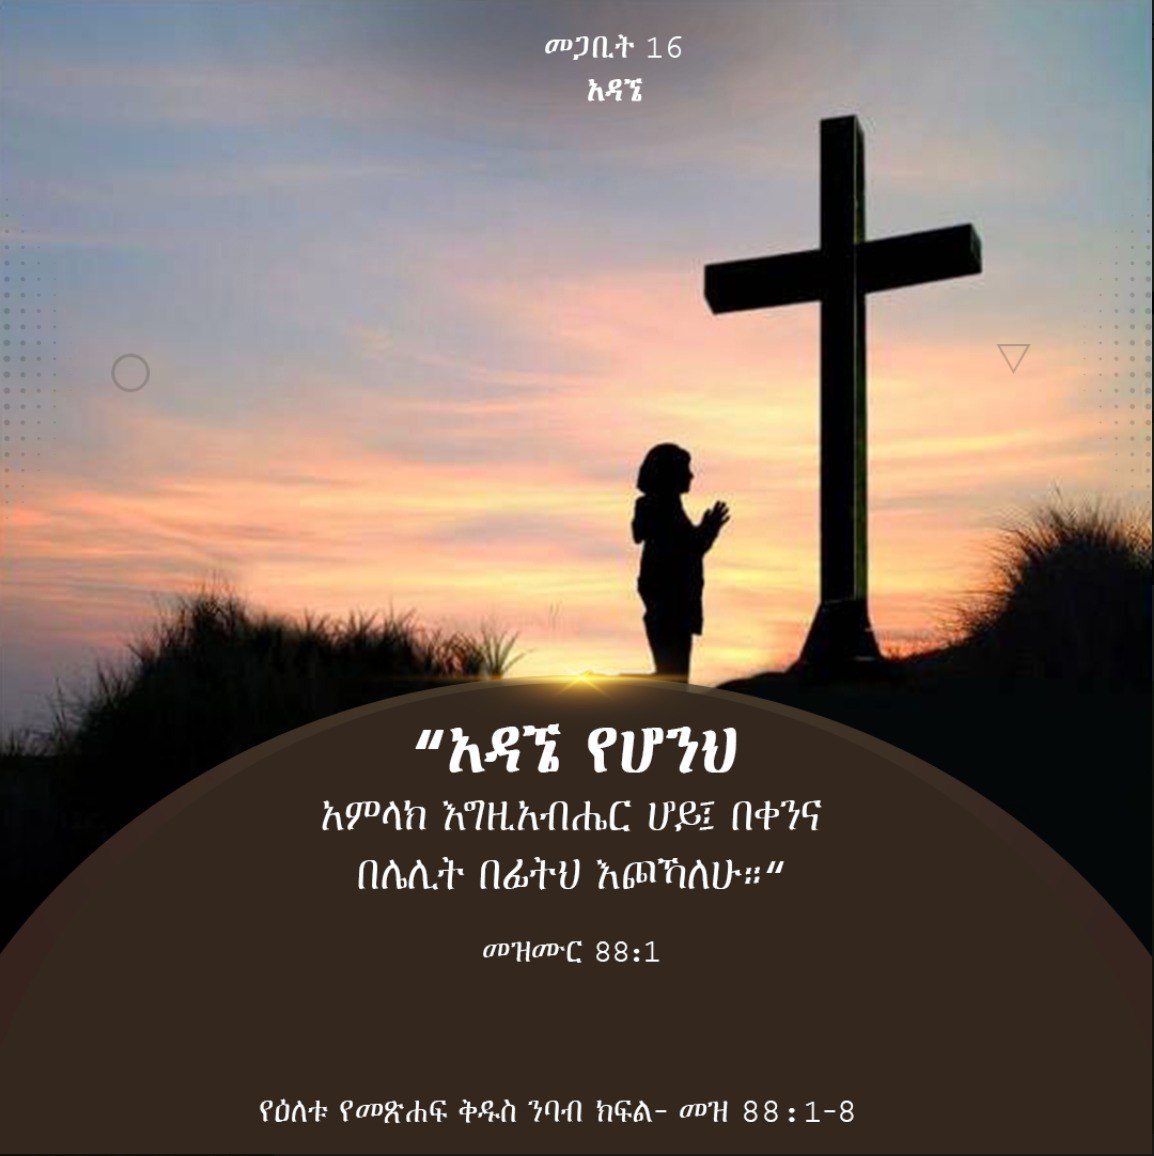 መጋቢት 16
አዳኜ
“አዳኜ የሆንህ
አምላክ እግዚአብሔር ሆይ፤ በቀንና
በሌሊት በፊትህ እጮኻለሁ።“
መዝሙር 88፡1
የዕለቱ የመጽሐፍ ቅዱስ ንባብ ክፍል- መዝ 88፡1-8